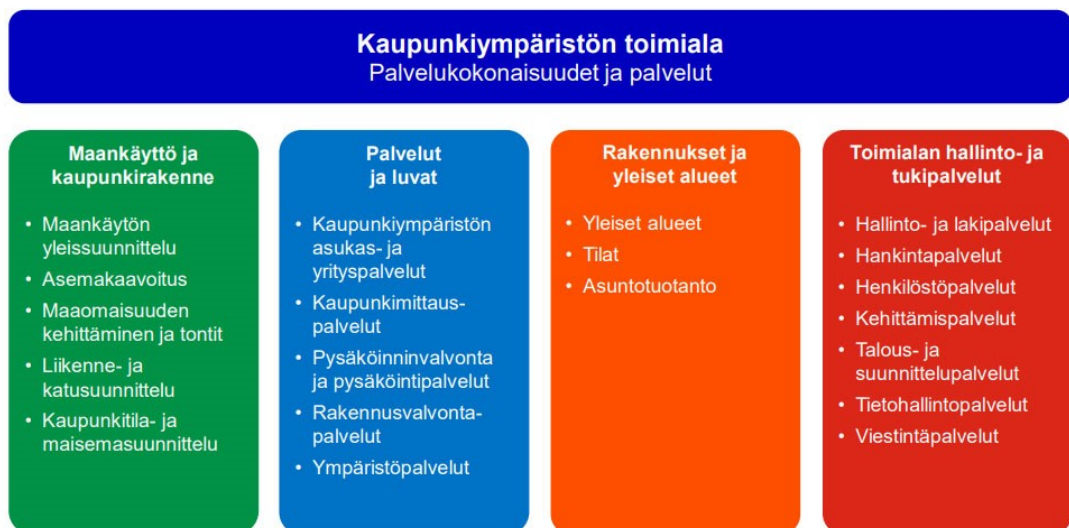 Kaupunkiympäristön toimiala
Palvelukokonaisuudet ja palvelut
Maankäyttö ja
kaupunkirakenne
• Maankäytön
yleissuunnittelu
• Asemakaavoitus
• Maaomaisuuden
kehittäminen ja tontit
• Liikenne- ja
katusuunnittelu
• Kaupunkitila- ja
maisemasuunnittelu
Palvelut
ja luvat
• Kaupunkiympäristön
asukas- ja
yrityspalvelut
• Kaupunkimittaus-
palvelut
• Pysäköinninvalvonta
ja pysäköintipalvelut
• Rakennusvalvonta-
palvelut
• Ympäristöpalvelut
Rakennukset ja
yleiset alueet
• Yleiset alueet
• Tilat
• Asuntotuotanto
Toimialan hallinto- ja
tukipalvelut
• Hallinto- ja lakipalvelut
• Hankintapalvelut
• Henkilöstöpalvelut
• Kehittämispalvelut
• Talous- ja
suunnittelupalvelut
• Tietohallintopalvelut
• Viestintäpalvelut